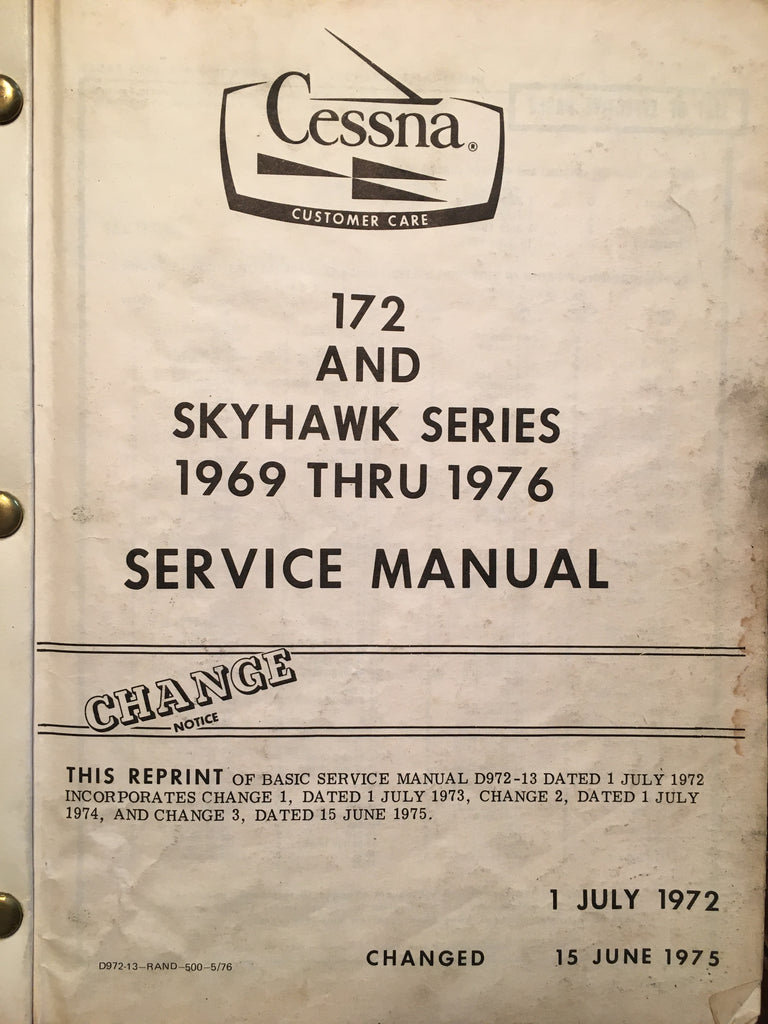 Cessna®
CUSTOMER CARE
172
AND
SKYHAWK SERIES
1969 THRU 1976
SERVICE MANUAL
CHANGE
NOTICE
THIS REPRINT OF BASIC SERVICE MANUAL D972-13 DATED 1 JULY 1972
INCORPORATES CHANGE 1, DATED 1 JULY 1973, CHANGE 2, DATED 1 JULY
1974, AND CHANGE 3, DATED 15 JUNE 1975.
1 JULY 1972
D972-13-RAND-500-5/76 CHANGED 15 JUNE 1975